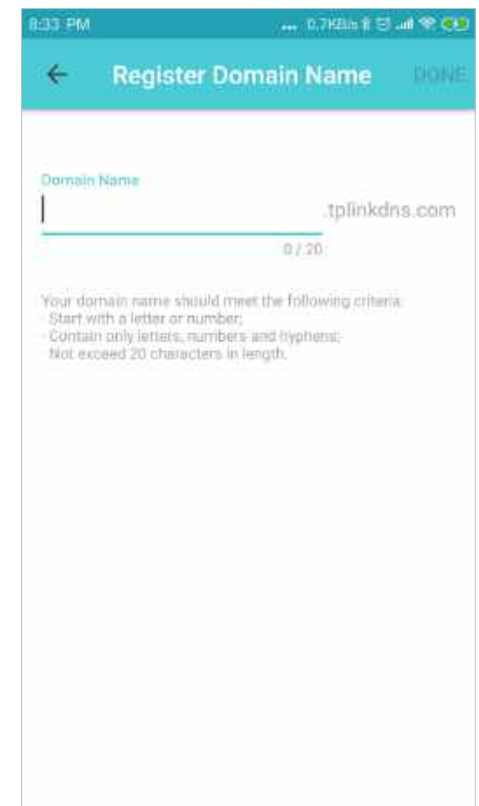 8:33 PM ... 0.7KB/s
Register Domain Name DONE
Domain Name
.tplinkdns.com
0 / 20
Your domain name should meet the following criteria:
· Start with a letter or number;
· Contain only letters, numbers and hyphens;
· Not exceed 20 characters in length.